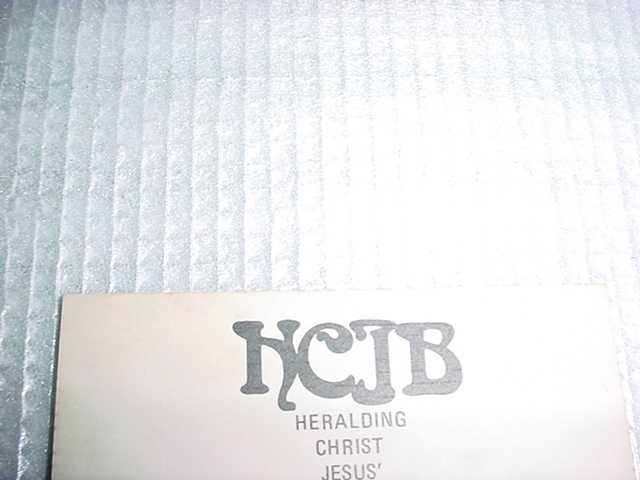 HCJB
HERALDING
CHRIST
JESUS'